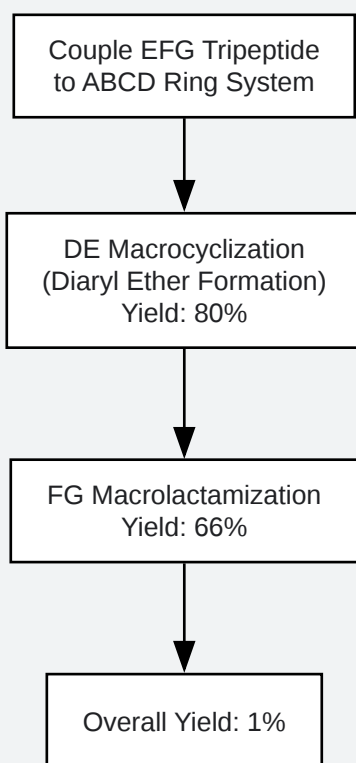 Couple EFG Tripeptide
to ABCD Ring System
DE Macrocyclization
(Diaryl Ether Formation)
Yield: 80%
FG Macrolactamization
Yield: 66%
Overall Yield: 1%